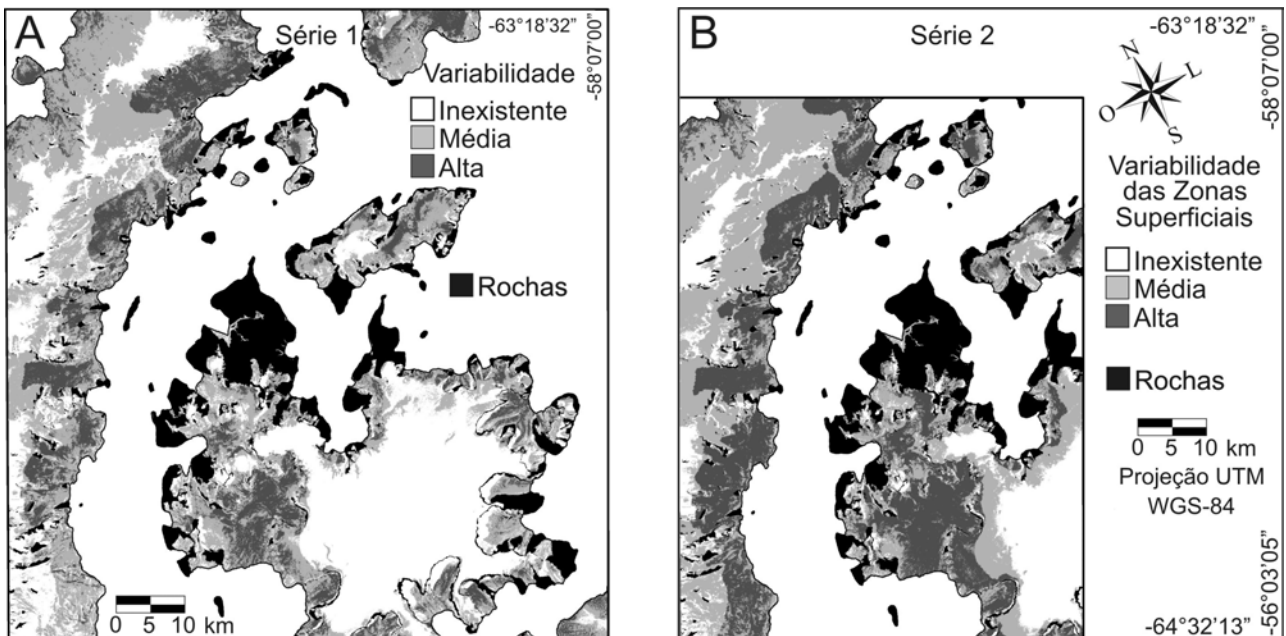 A
Série 1
-63°18'32"
-58°07'00"
Variabilidade
Inexistente
Média
Alta
Rochas
0 5 10 km
B
Série 2
-63°18'32"
-58°07'00"
N
L
O
S
Variabilidade
das Zonas
Superficiais
Inexistente
Média
Alta
Rochas
0 5 10 km
Projeção UTM
WGS-84
-56°03'05"
-64°32'13"